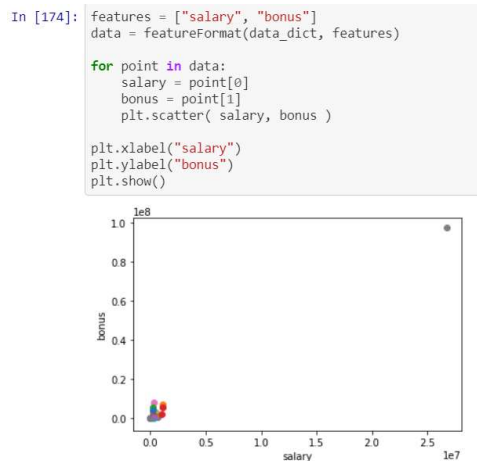 In [174]: features = ["salary", "bonus"]
data = featureFormat(data_dict, features)
for point in data:
    salary = point[0]
    bonus = point[1]
    plt.scatter( salary, bonus )
plt.xlabel("salary")
plt.ylabel("bonus")
plt.show()
1e8
1.0
0.8
0.6
0.4
0.2
0.0
bonus
0.0 0.5 1.0 1.5 2.0 2.5
salary
1e7